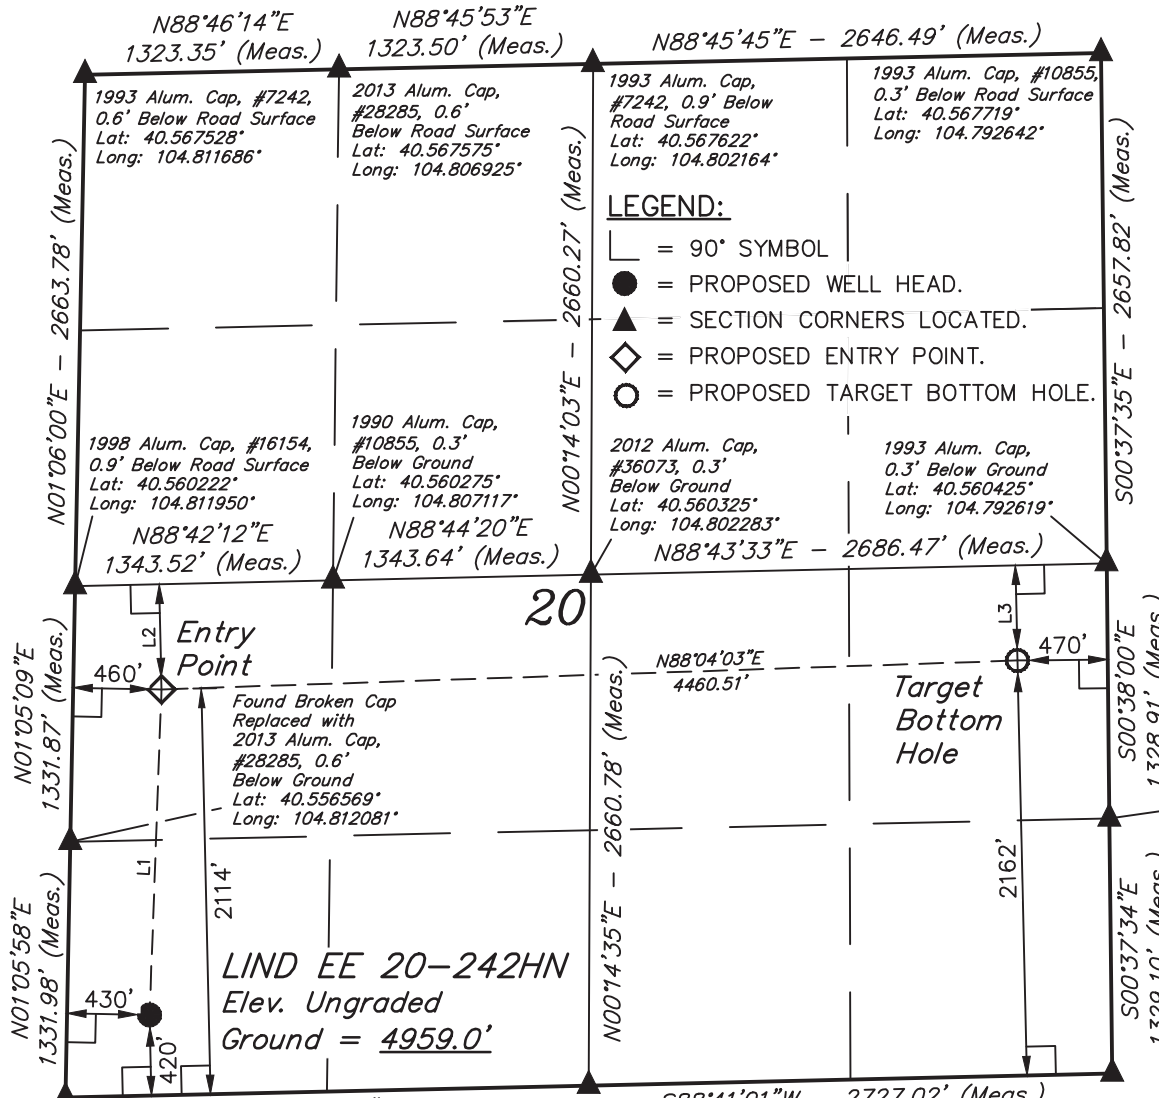 N88°46'14"E
1323.35' (Meas.)
N88°45'53"E
1323.50' (Meas.)
N88°45'45"E – 2646.49' (Meas.)
1993 Alum. Cap, #7242,
0.6' Below Road Surface
Lat: 40.567528°
Long: 104.811686°
2013 Alum. Cap,
#28285, 0.6'
Below Road Surface
Lat: 40.567575°
Long: 104.806925°
1993 Alum. Cap,
#7242, 0.9' Below
Road Surface
Lat: 40.567622°
Long: 104.802164°
1993 Alum. Cap, #10855,
0.3' Below Road Surface
Lat: 40.567719°
Long: 104.792642°
N01°06'00"E – 2663.78' (Meas.)
N00°14'03"E – 2660.27' (Meas.)
S00°37'35"E – 2657.82' (Meas.)
LEGEND:
= 90° SYMBOL
= PROPOSED WELL HEAD.
= SECTION CORNERS LOCATED.
= PROPOSED ENTRY POINT.
= PROPOSED TARGET BOTTOM HOLE.
1998 Alum. Cap, #16154,
0.9' Below Road Surface
Lat: 40.560222°
Long: 104.811950°
1990 Alum. Cap,
#10855, 0.3'
Below Ground
Lat: 40.560275°
Long: 104.807117°
2012 Alum. Cap,
#36073, 0.3'
Below Ground
Lat: 40.560325°
Long: 104.802283°
1993 Alum. Cap,
0.3' Below Ground
Lat: 40.560425°
Long: 104.792619°
N88°42'12"E
1343.52' (Meas.)
N88°44'20"E
1343.64' (Meas.)
N88°43'33"E – 2686.47' (Meas.)
20
L2
Entry
Point
460'
L3
470'
N88°04'03"E
4460.51'
Target
Bottom
Hole
N01°05'09"E
1331.87' (Meas.)
S00°38'00"E
1328.91' (Meas.)
Found Broken Cap
Replaced with
2013 Alum. Cap,
#28285, 0.6'
Below Ground
Lat: 40.556569°
Long: 104.812081°
L1
2114'
N00°14'35"E – 2660.78' (Meas.)
2162'
N01°05'58"E
1331.98' (Meas.)
S00°37'34"E
1329.10' (Meas.)
LIND EE 20-242HN
Elev. Ungraded
Ground = 4959.0'
430'
420'
S88°41'01"W 2727.02' (Meas.)